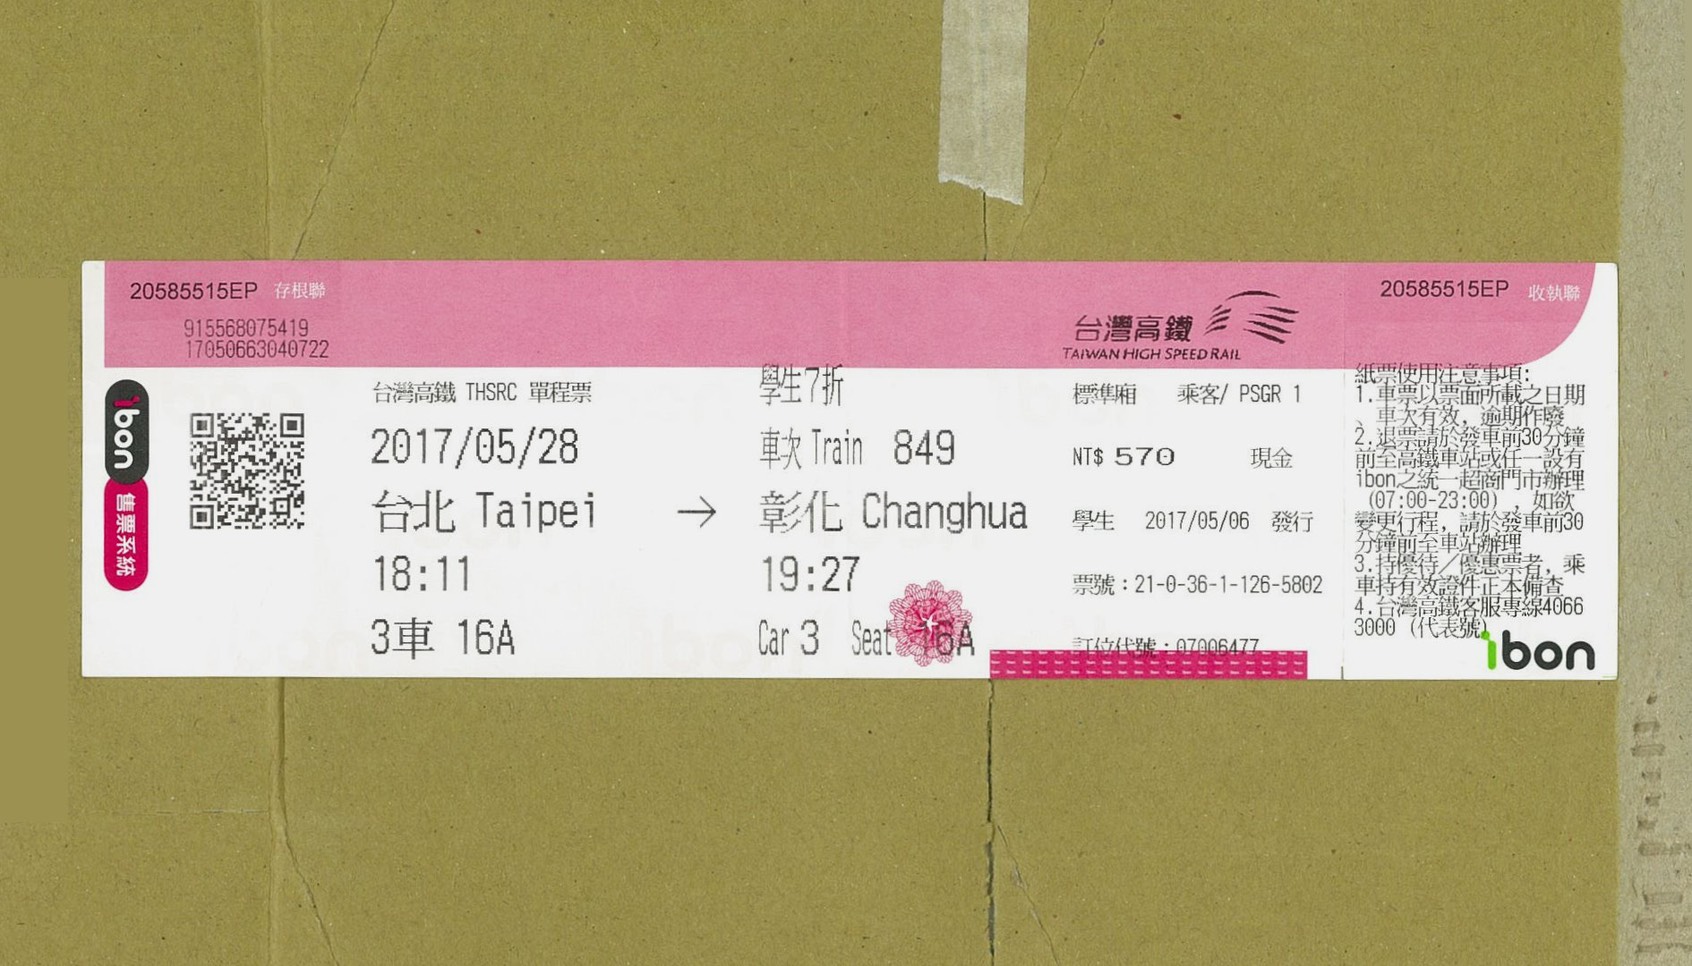 20585515EP 存根聯
915568075419
17050663040722
ibon
售票系統
台灣高鐵 THSRC 單程票
2017/05/28
台北 Taipei →
18:11
3車 16A
學生7折
車次 Train 849
彰化 Changhua
19:27
Car 3 Seat 16A
台灣高鐵
TAIWAN HIGH SPEED RAIL
標準廂 乘客/ PSGR 1
NT$ 570 現金
學生 2017/05/06 發行
票號：21-0-36-1-126-5802
訂位代號：07006477
20585515EP 收執聯
紙票使用注意事項:
1.車票以票面所載之日期
、車次有效，逾期作廢
2.退票請於發車前30分鐘
前至高鐵車站或任一設有
ibon之統一超商門市辦理
（07:00-23:00），如欲
變更行程，請於發車前30
分鐘前至車站辦理
3.持優待／優惠票者，乘
車持有效證件正本備查
4.台灣高鐵客服專線4066
3000（代表號）
ibon